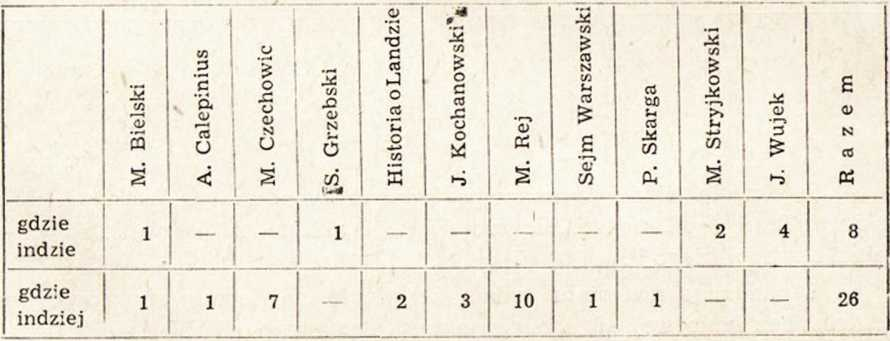 M. Bielski A. Calepinius M. Czechowic S. Grzebski Historia o Landzie J. Kochanowski M. Rej Sejm Warszawski P. Skarga M. Stryjkowski J. Wujek Razem
gdzie
indzie 1 — — 1 — — — — — 2 4 8
gdzie
indziej 1 1 7 — 2 3 10 1 1 — — 26